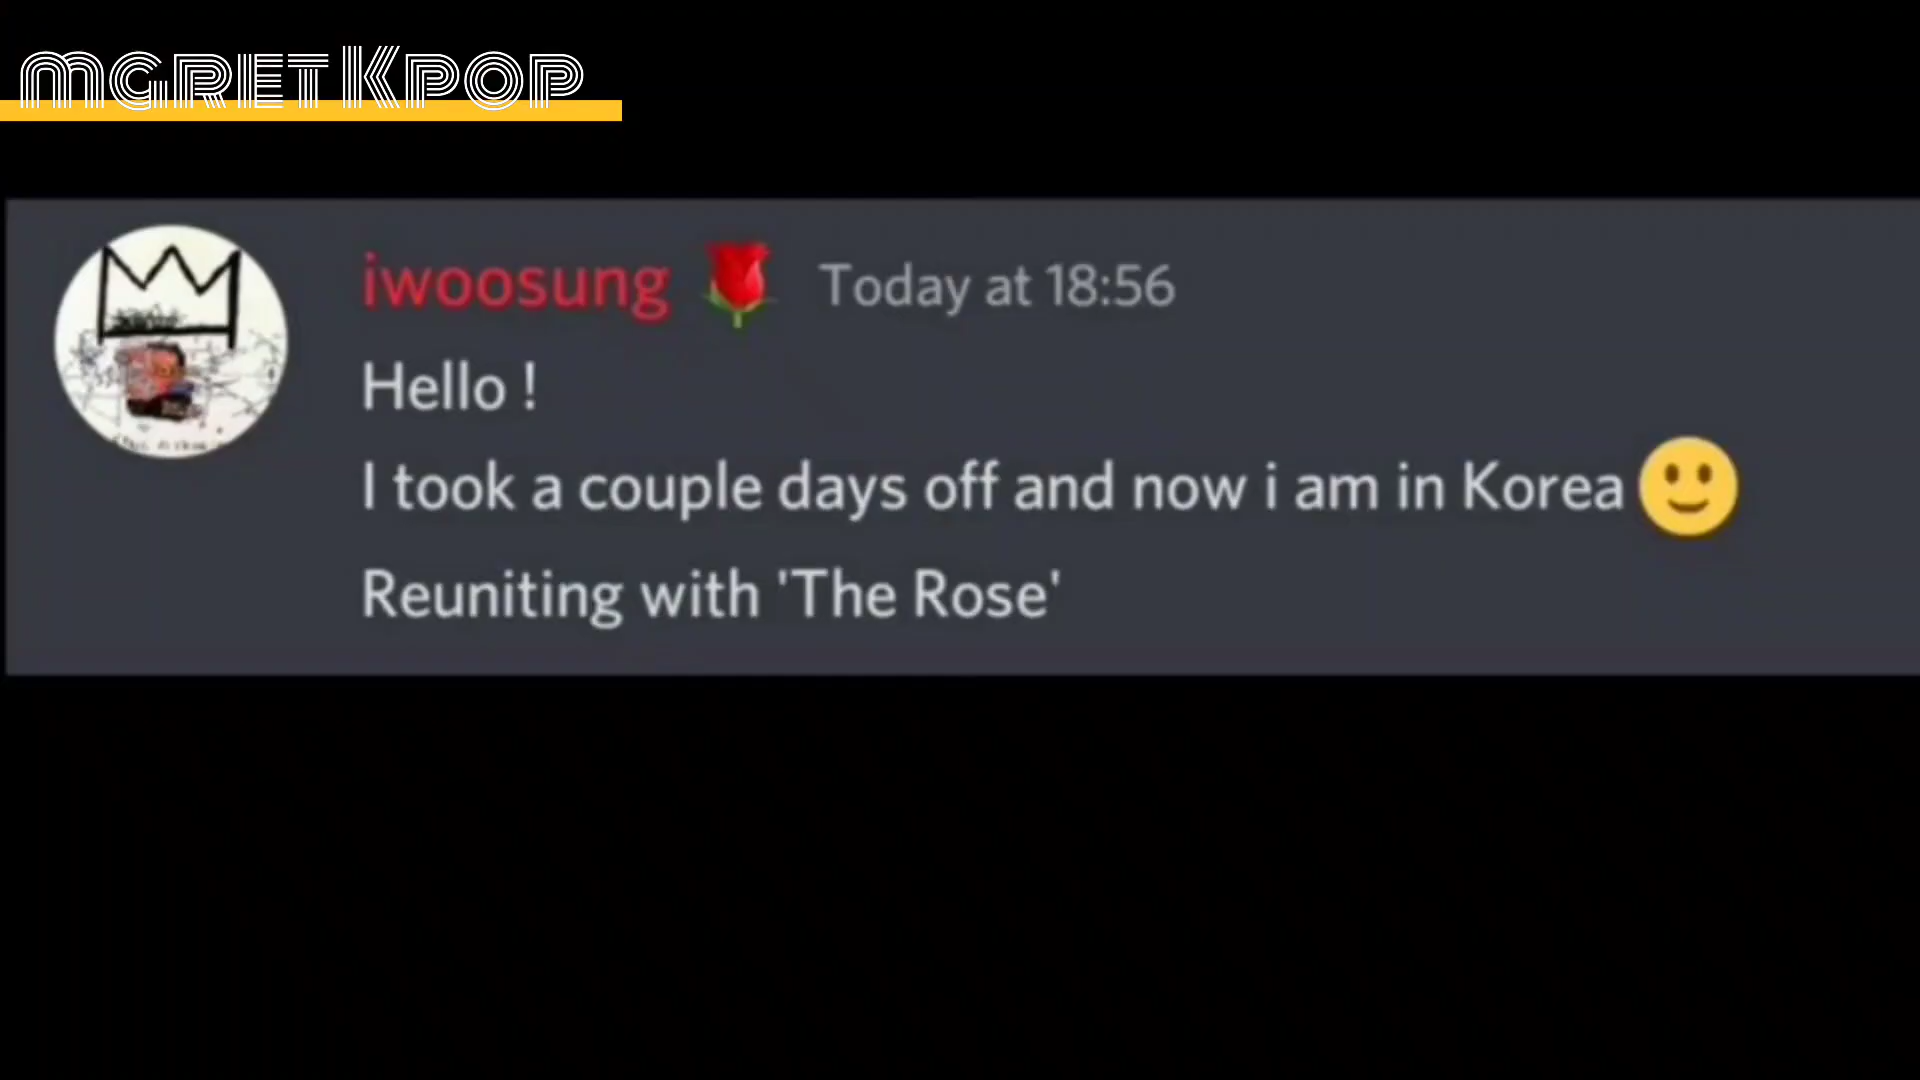 MGRET KPOP
iwoosung 🌹 Today at 18:56
Hello !
I took a couple days off and now i am in Korea 🙂
Reuniting with 'The Rose'